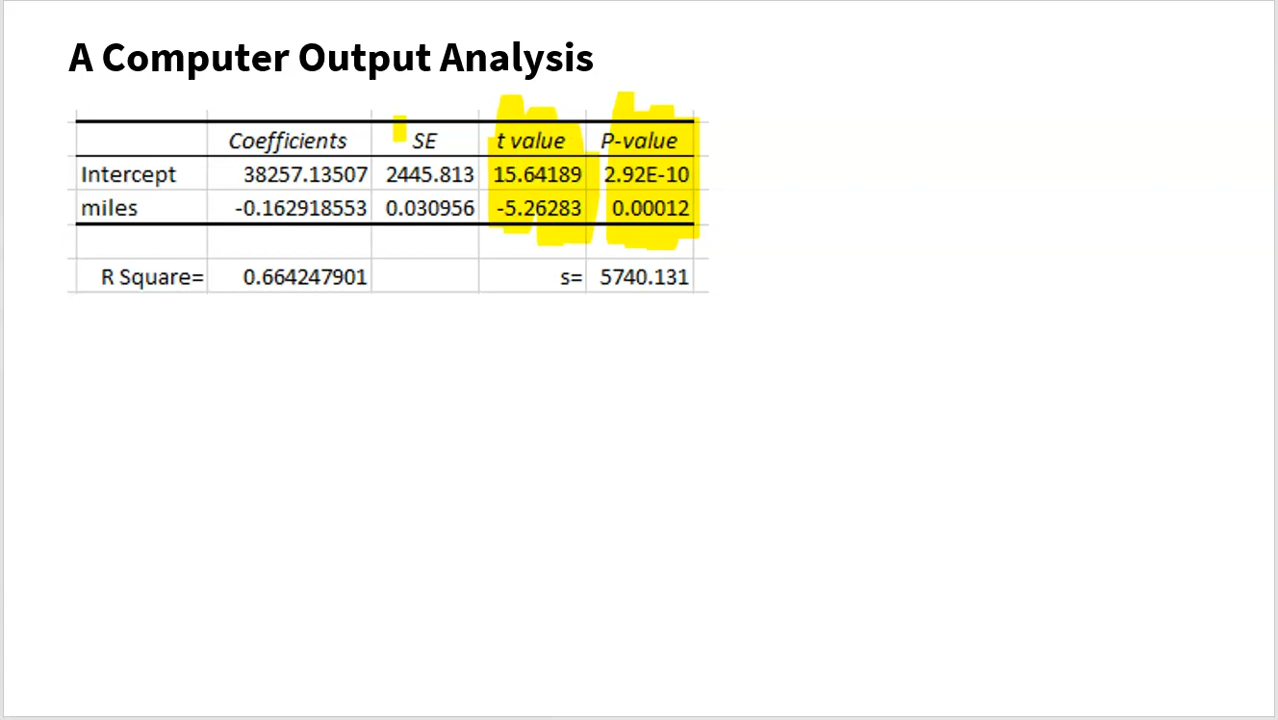 A Computer Output Analysis
Coefficients SE t value P-value
Intercept 38257.13507 2445.813 15.64189 2.92E-10
miles -0.162918553 0.030956 -5.26283 0.00012
R Square= 0.664247901 s= 5740.131